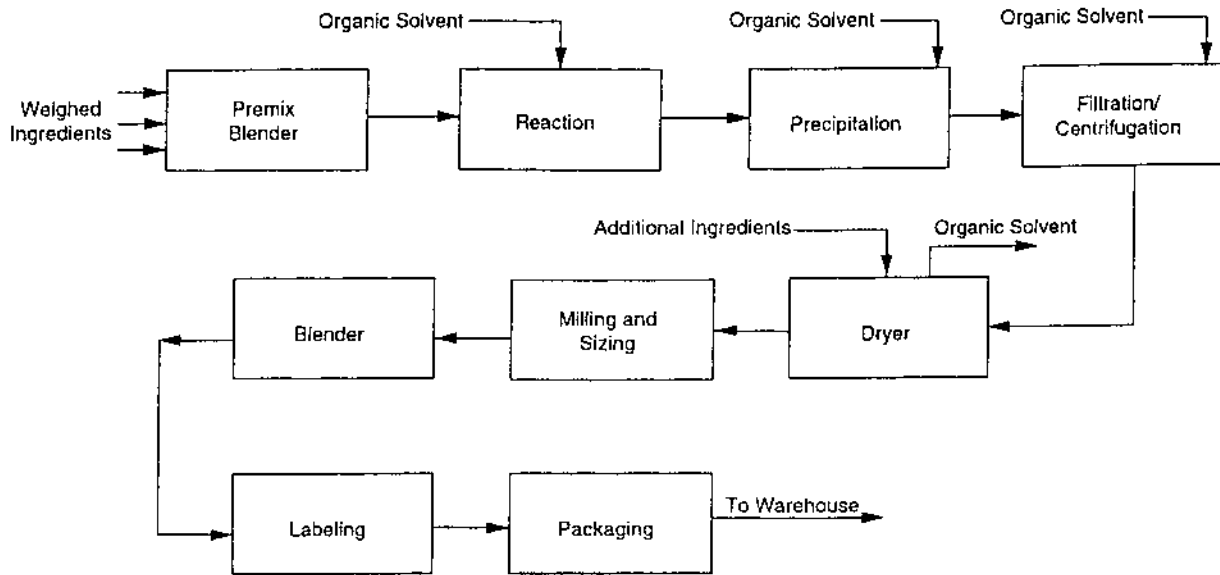 Organic Solvent
Organic Solvent
Organic Solvent
Weighed
Ingredients
Premix
Blender
Reaction
Precipitation
Filtration/
Centrifugation
Additional Ingredients
Organic Solvent
Blender
Milling and
Sizing
Dryer
Labeling
Packaging
To Warehouse